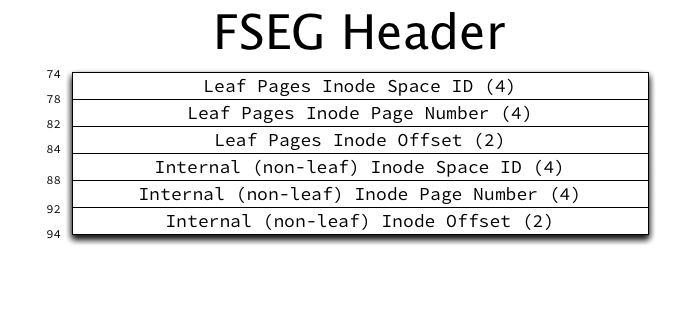 FSEG Header
74
Leaf Pages Inode Space ID (4)
78
Leaf Pages Inode Page Number (4)
82
Leaf Pages Inode Offset (2)
84
Internal (non-leaf) Inode Space ID (4)
88
Internal (non-leaf) Inode Page Number (4)
92
Internal (non-leaf) Inode Offset (2)
94